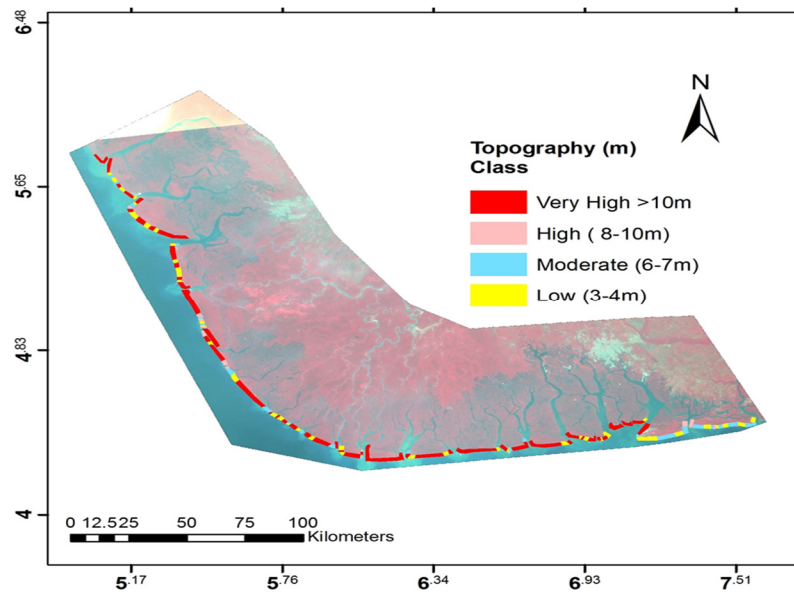 6.48
5.65
4.83
4
N
Topography (m)
Class
Very High >10m
High ( 8-10m)
Moderate (6-7m)
Low (3-4m)
0 12.5 25 50 75 100
Kilometers
5.17 5.76 6.34 6.93 7.51